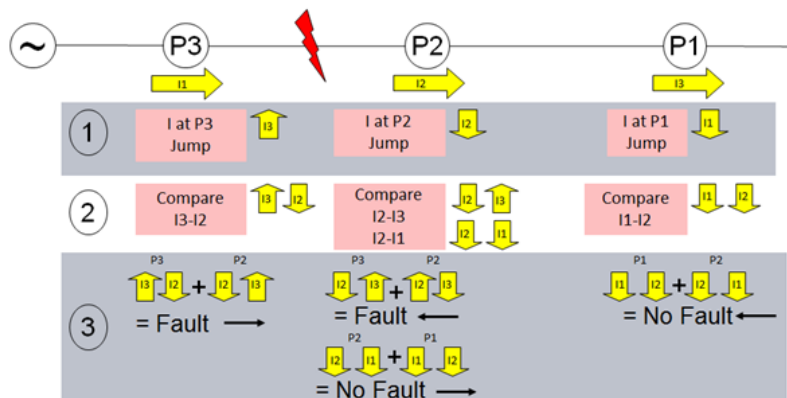 ~ P3 P2 P1
I1 I2 I3
1 I at P3 I3 I at P2 I2 I at P1 I1
Jump Jump Jump
2 Compare I3 I2 Compare I2 I3 Compare I1 I2
I3-I2 I2-I3 I1-I2
I2-I1 I2 I1
P3 P2 P3 P2 P1 P2
I3 I2 + I2 I3 I2 I3 + I2 I3 I1 I2 + I2 I1
3 = Fault → = Fault ← = No Fault ←
P2 P1
I2 I1 + I1 I2
= No Fault →